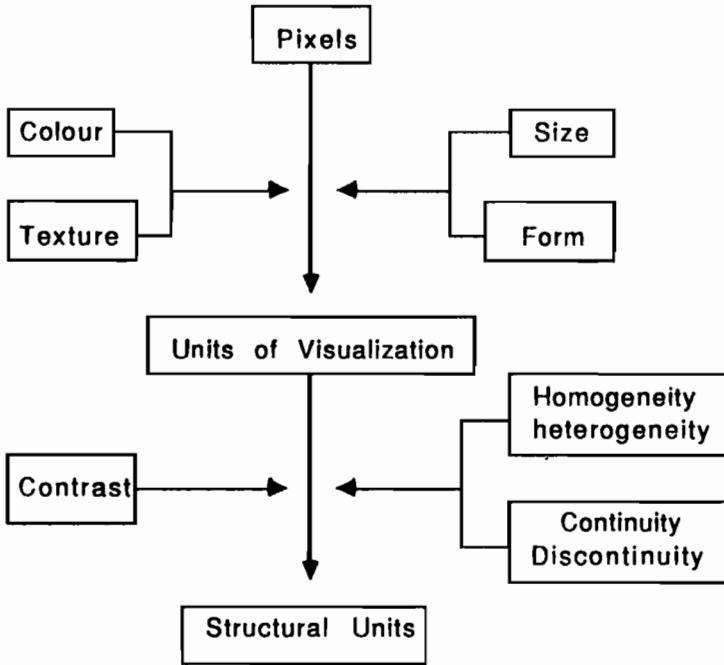 Pixels
Colour
Size
Texture
Form
Units of Visualization
Homogeneity
heterogeneity
Contrast
Continuity
Discontinuity
Structural Units